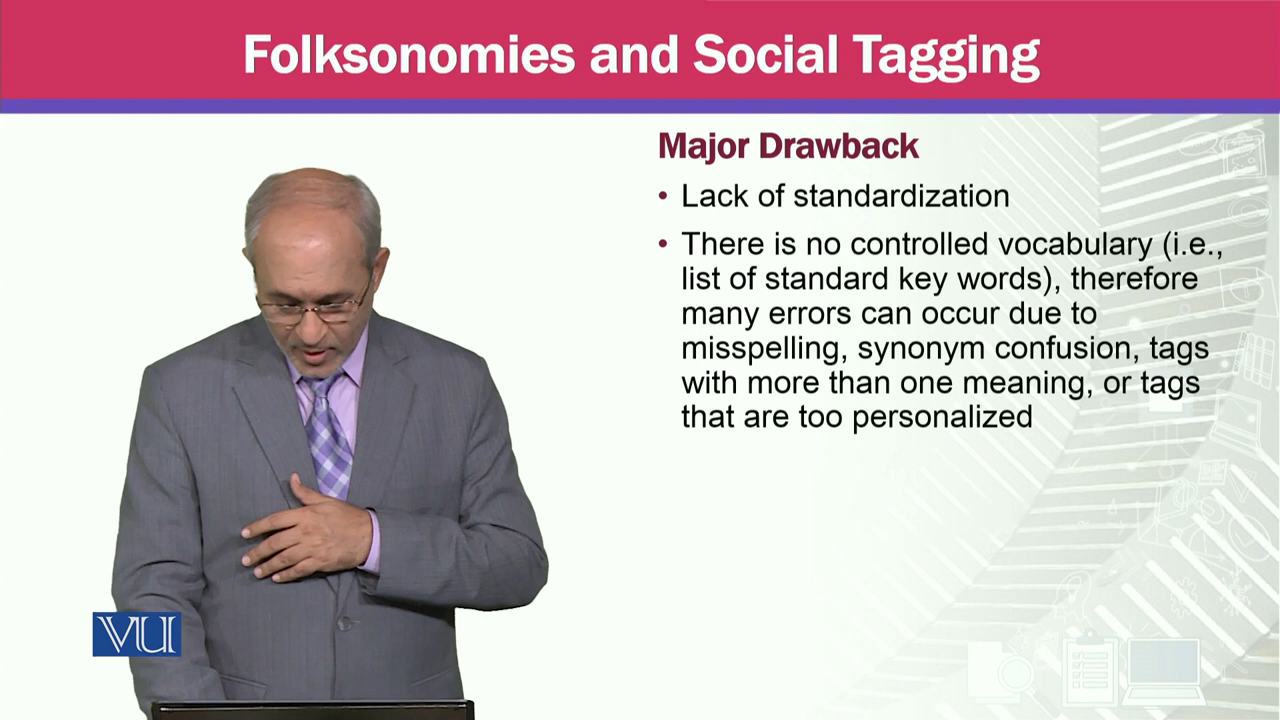 Folksonomies and Social Tagging
Major Drawback
• Lack of standardization
• There is no controlled vocabulary (i.e.,
list of standard key words), therefore
many errors can occur due to
misspelling, synonym confusion, tags
with more than one meaning, or tags
that are too personalized
VU